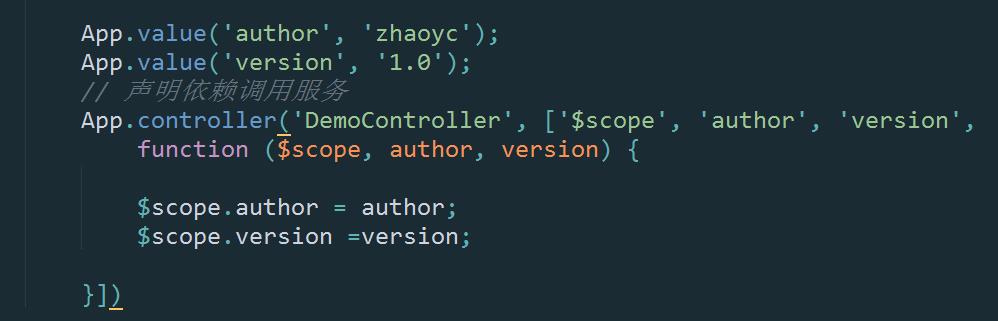 App.value('author', 'zhaoyc');
App.value('version', '1.0');
// 声明依赖调用服务
App.controller('DemoController', ['$scope', 'author', 'version',
function ($scope, author, version) {
$scope.author = author;
$scope.version =version;
}])